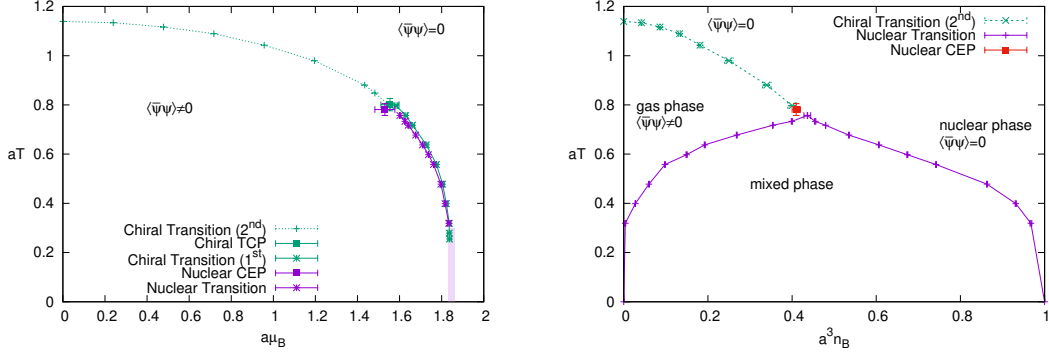 1.4
1.2
1
0.8
0.6
0.4
0.2
0
aT
⟨ψ̅ψ⟩=0
⟨ψ̅ψ⟩≠0
Chiral Transition (2nd)
Chiral TCP
Chiral Transition (1st)
Nuclear CEP
Nuclear Transition
0 0.2 0.4 0.6 0.8 1 1.2 1.4 1.6 1.8 2
aμB
1.2
1
0.8
0.6
0.4
0.2
0
aT
⟨ψ̅ψ⟩=0
Chiral Transition (2nd)
Nuclear Transition
Nuclear CEP
gas phase
⟨ψ̅ψ⟩≠0
nuclear phase
⟨ψ̅ψ⟩=0
mixed phase
0 0.2 0.4 0.6 0.8 1
a³nB